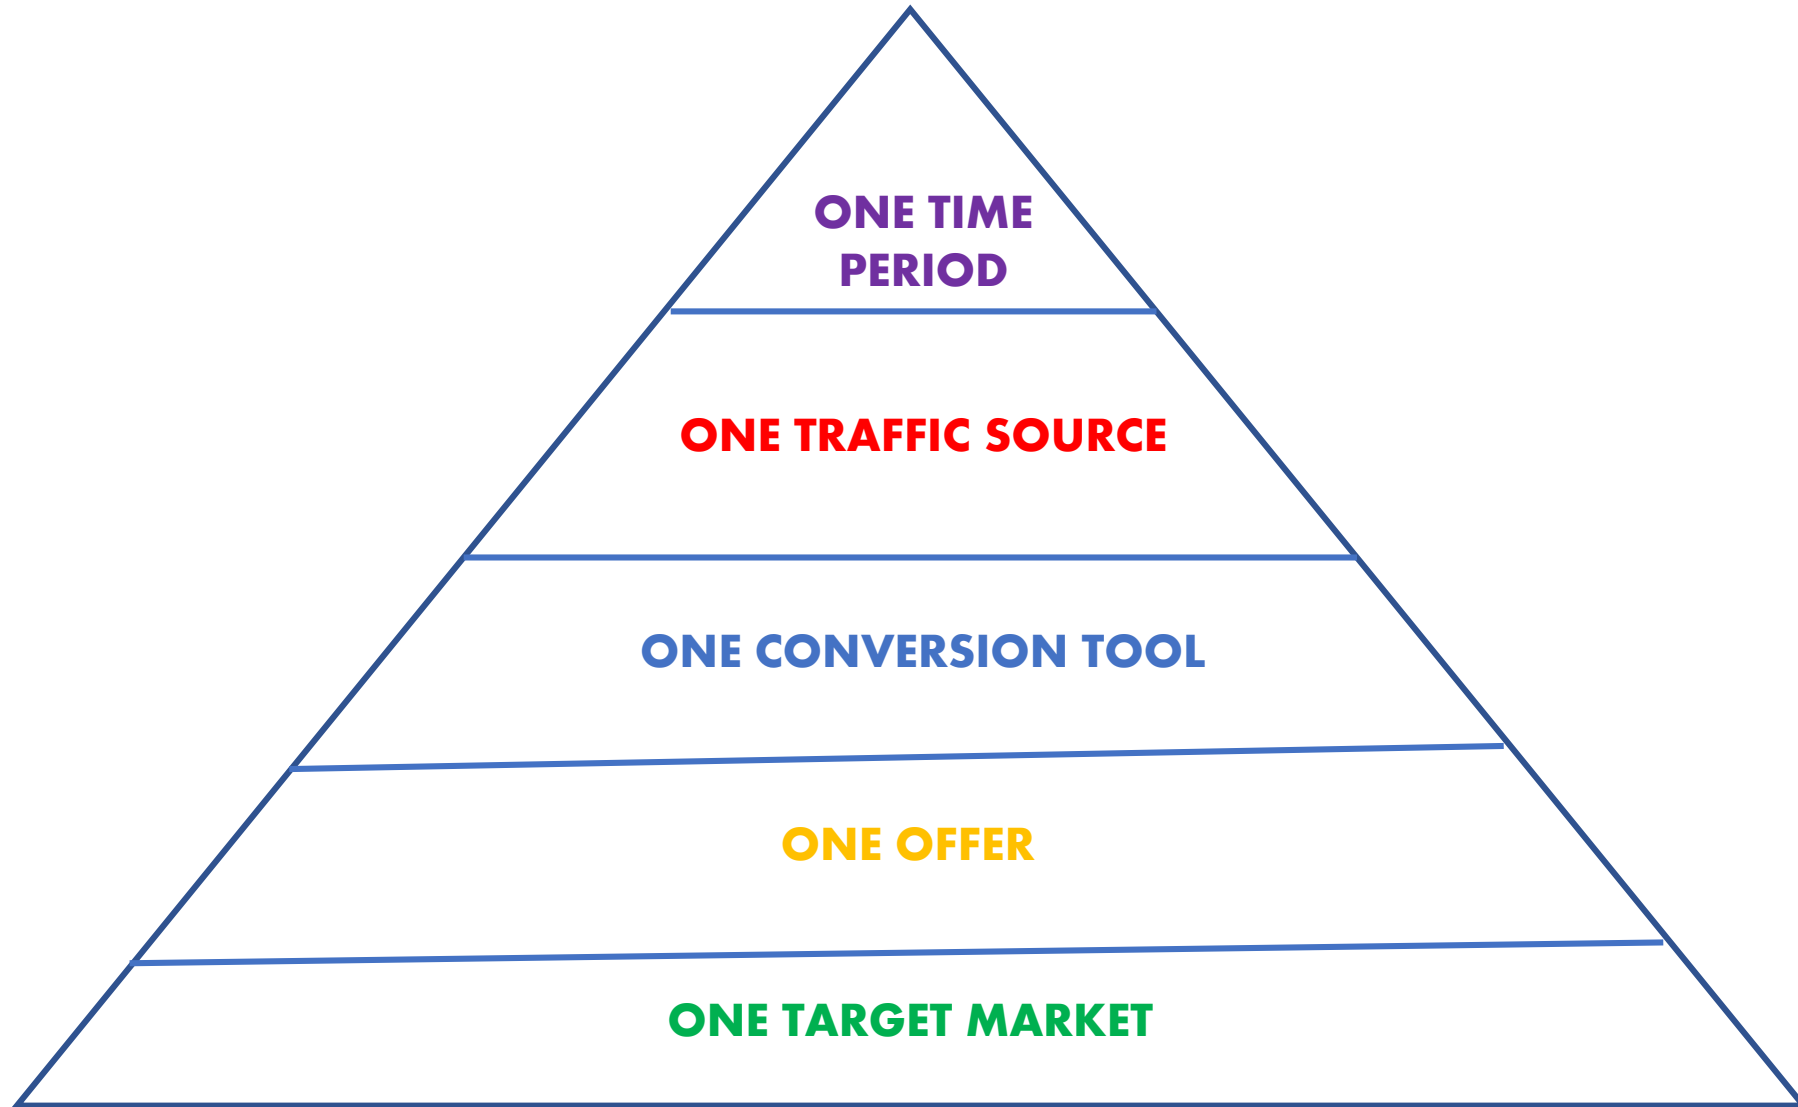 ONE TIME
PERIOD
ONE TRAFFIC SOURCE
ONE CONVERSION TOOL
ONE OFFER
ONE TARGET MARKET